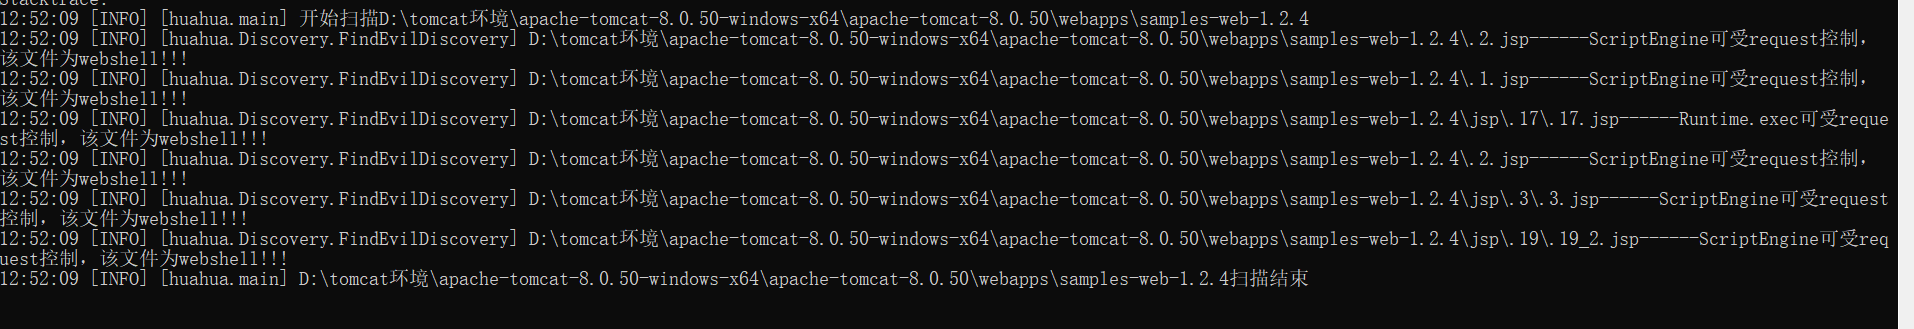 Stacktrace:
12:52:09 [INFO] [huahua.main] 开始扫描D:\tomcat环境\apache-tomcat-8.0.50-windows-x64\apache-tomcat-8.0.50\webapps\samples-web-1.2.4
12:52:09 [INFO] [huahua.Discovery.FindEvilDiscovery] D:\tomcat环境\apache-tomcat-8.0.50-windows-x64\apache-tomcat-8.0.50\webapps\samples-web-1.2.4\.2.jsp------ScriptEngine可受request控制，
该文件为webshell!!!
12:52:09 [INFO] [huahua.Discovery.FindEvilDiscovery] D:\tomcat环境\apache-tomcat-8.0.50-windows-x64\apache-tomcat-8.0.50\webapps\samples-web-1.2.4\.1.jsp------ScriptEngine可受request控制，
该文件为webshell!!!
12:52:09 [INFO] [huahua.Discovery.FindEvilDiscovery] D:\tomcat环境\apache-tomcat-8.0.50-windows-x64\apache-tomcat-8.0.50\webapps\samples-web-1.2.4\jsp\.17\.17.jsp------Runtime.exec可受reque
st控制，该文件为webshell!!!
12:52:09 [INFO] [huahua.Discovery.FindEvilDiscovery] D:\tomcat环境\apache-tomcat-8.0.50-windows-x64\apache-tomcat-8.0.50\webapps\samples-web-1.2.4\.2.jsp------ScriptEngine可受request控制，
该文件为webshell!!!
12:52:09 [INFO] [huahua.Discovery.FindEvilDiscovery] D:\tomcat环境\apache-tomcat-8.0.50-windows-x64\apache-tomcat-8.0.50\webapps\samples-web-1.2.4\jsp\.3\.3.jsp------ScriptEngine可受request
控制，该文件为webshell!!!
12:52:09 [INFO] [huahua.Discovery.FindEvilDiscovery] D:\tomcat环境\apache-tomcat-8.0.50-windows-x64\apache-tomcat-8.0.50\webapps\samples-web-1.2.4\jsp\.19\.19_2.jsp------ScriptEngine可受req
uest控制，该文件为webshell!!!
12:52:09 [INFO] [huahua.main] D:\tomcat环境\apache-tomcat-8.0.50-windows-x64\apache-tomcat-8.0.50\webapps\samples-web-1.2.4扫描结束